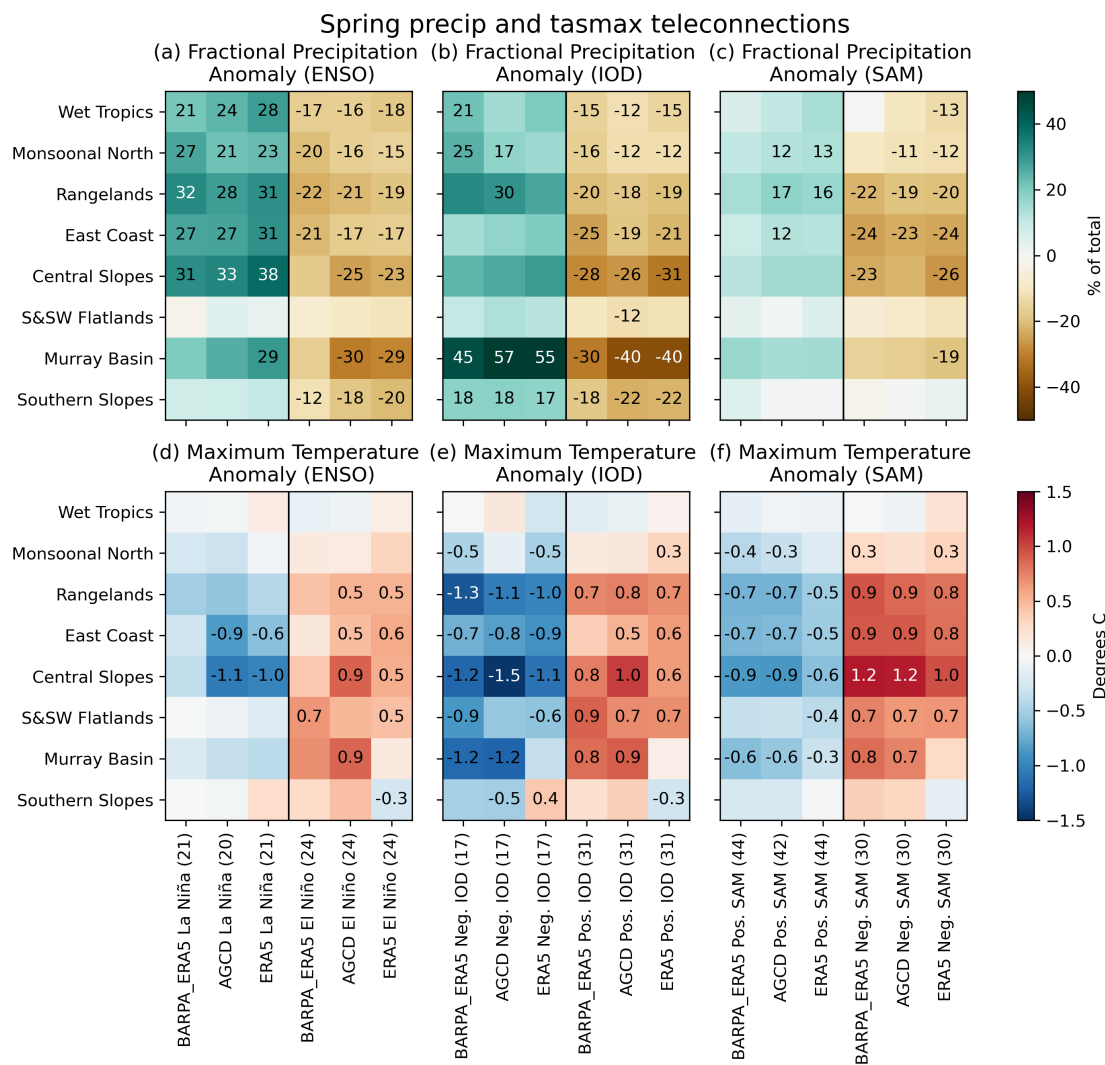 Spring precip and tasmax teleconnections
(a) Fractional Precipitation
Anomaly (ENSO)
(b) Fractional Precipitation
Anomaly (IOD)
(c) Fractional Precipitation
Anomaly (SAM)
Wet Tropics 21 24 28 -17 -16 -18 21 -15 -12 -15 -13
Monsoonal North 27 21 23 -20 -16 -15 25 17 -16 -12 -12 12 13 -11 -12
Rangelands 32 28 31 -22 -21 -19 30 -20 -18 -19 17 16 -22 -19 -20
East Coast 27 27 31 -21 -17 -17 -25 -19 -21 12 -24 -23 -24
Central Slopes 31 33 38 -25 -23 -28 -26 -31 -23 -26
S&SW Flatlands -12
Murray Basin 29 -30 -29 45 57 55 -30 -40 -40 -19
Southern Slopes -12 -18 -20 18 18 17 -18 -22 -22
40
20
0
−20
−40
% of total
(d) Maximum Temperature
Anomaly (ENSO)
(e) Maximum Temperature
Anomaly (IOD)
(f) Maximum Temperature
Anomaly (SAM)
Wet Tropics
Monsoonal North -0.5 -0.5 0.3 -0.4 -0.3 0.3 0.3
Rangelands 0.5 0.5 -1.3 -1.1 -1.0 0.7 0.8 0.7 -0.7 -0.7 -0.5 0.9 0.9 0.8
East Coast -0.9 -0.6 0.5 0.6 -0.7 -0.8 -0.9 0.5 0.6 -0.7 -0.7 -0.5 0.9 0.9 0.8
Central Slopes -1.1 -1.0 0.9 0.5 -1.2 -1.5 -1.1 0.8 1.0 0.6 -0.9 -0.9 -0.6 1.2 1.2 1.0
S&SW Flatlands 0.7 0.5 -0.9 -0.6 0.9 0.7 0.7 -0.4 0.7 0.7 0.7
Murray Basin 0.9 -1.2 -1.2 0.8 0.9 -0.6 -0.6 -0.3 0.8 0.7
Southern Slopes -0.3 -0.5 0.4 -0.3
1.5
1.0
0.5
0.0
−0.5
−1.0
−1.5
Degrees C
BARPA_ERA5 La Niña (21)
AGCD La Niña (20)
ERA5 La Niña (21)
BARPA_ERA5 El Niño (24)
AGCD El Niño (24)
ERA5 El Niño (24)
BARPA_ERA5 Neg. IOD (17)
AGCD Neg. IOD (17)
ERA5 Neg. IOD (17)
BARPA_ERA5 Pos. IOD (31)
AGCD Pos. IOD (31)
ERA5 Pos. IOD (31)
BARPA_ERA5 Pos. SAM (44)
AGCD Pos. SAM (42)
ERA5 Pos. SAM (44)
BARPA_ERA5 Neg. SAM (30)
AGCD Neg. SAM (30)
ERA5 Neg. SAM (30)